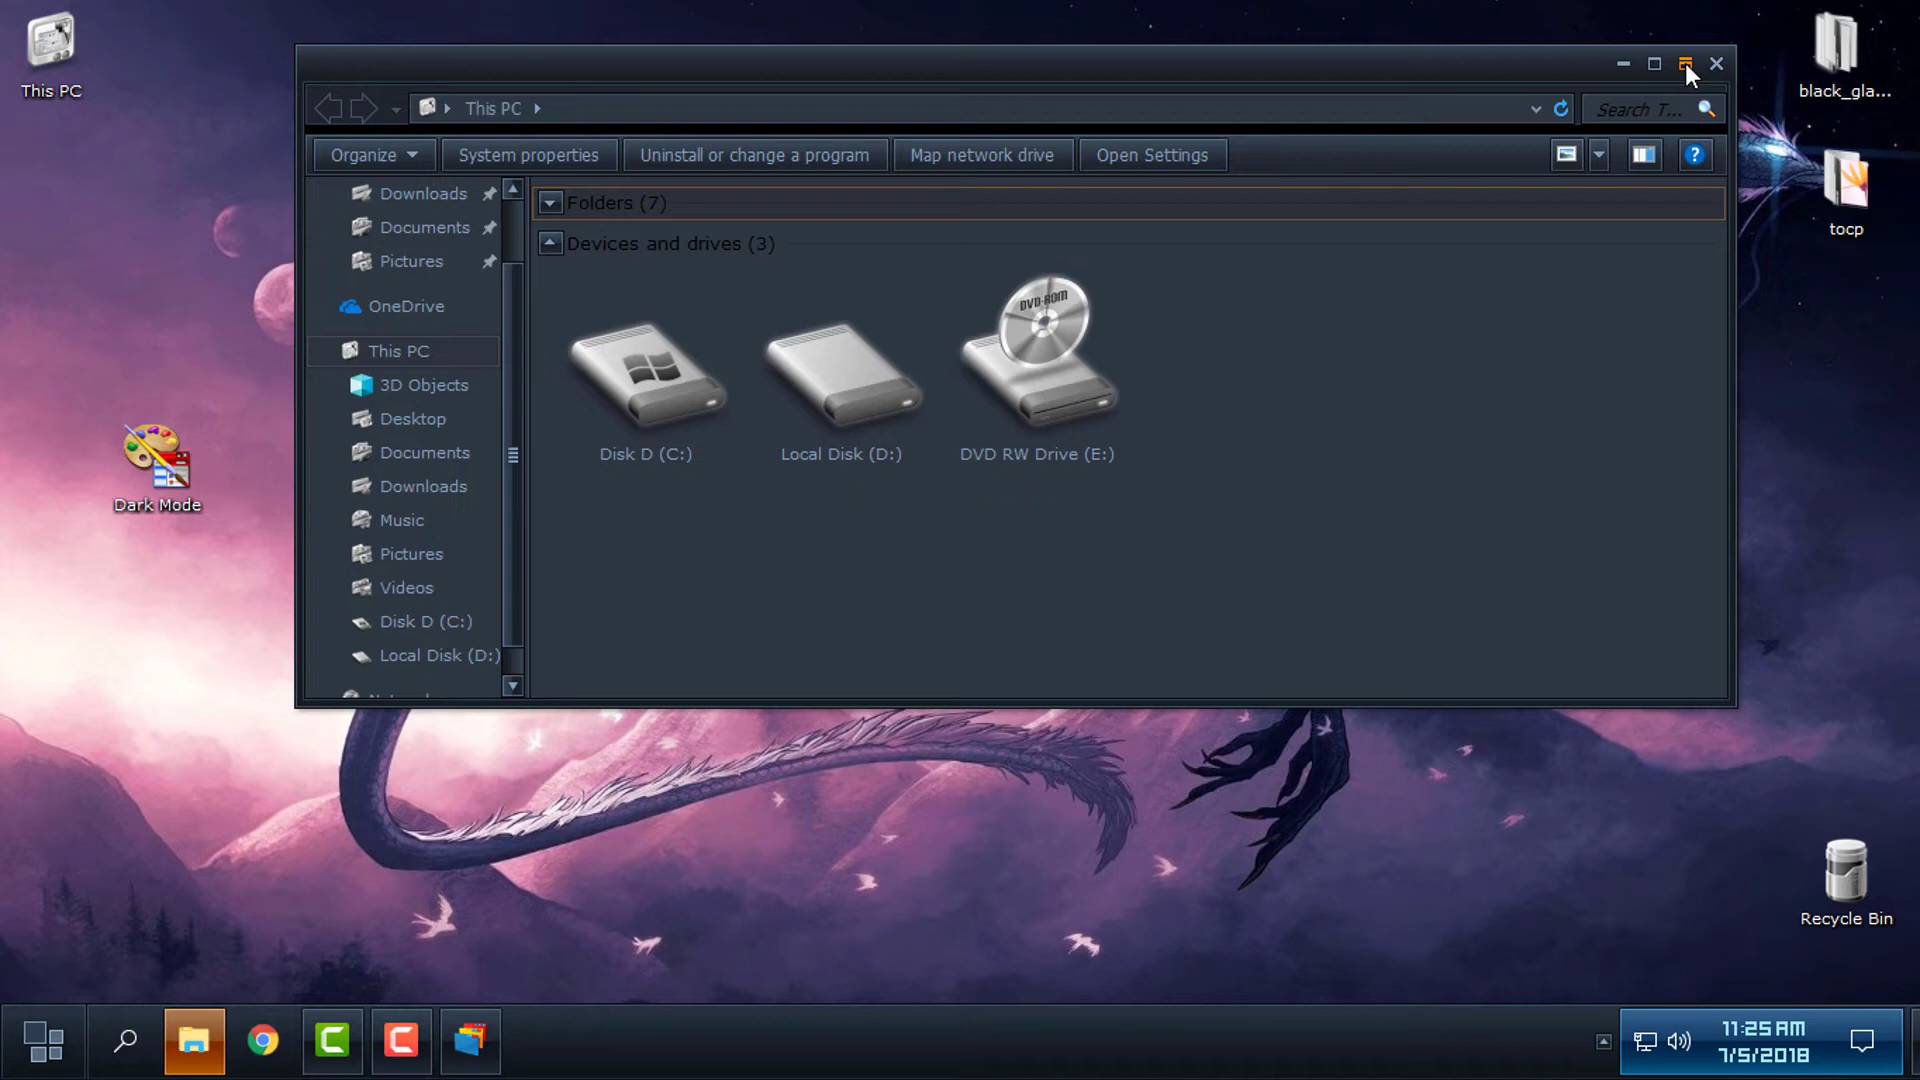 This PC
Dark Mode
black_gla...
tocp
Recycle Bin
This PC
Search T...
Organize
System properties
Uninstall or change a program
Map network drive
Open Settings
Downloads
Documents
Pictures
OneDrive
This PC
3D Objects
Desktop
Documents
Downloads
Music
Pictures
Videos
Disk D (C:)
Local Disk (D:)
Folders (7)
Devices and drives (3)
DVD-ROM
Disk D (C:)
Local Disk (D:)
DVD RW Drive (E:)
11:25 AM
7/5/2018